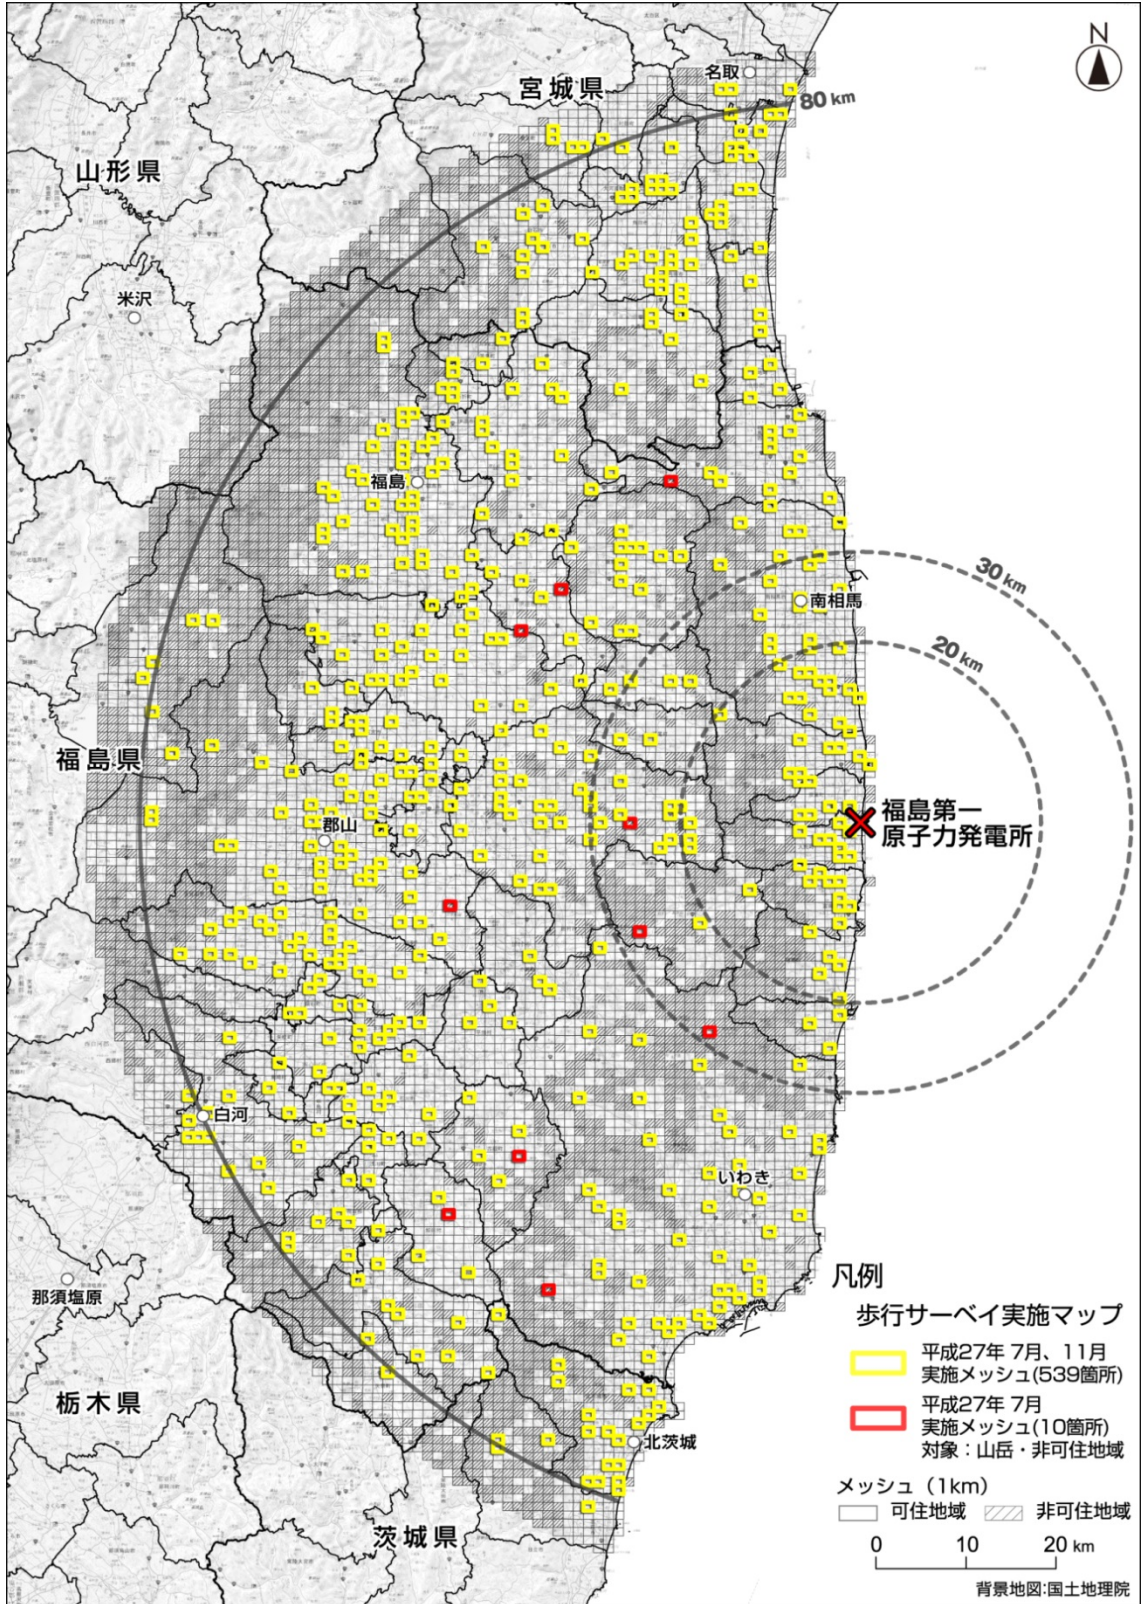 N
名取
宮城県
80 km
山形県
米沢
福島
30 km
南相馬
20 km
福島県
福島第一
原子力発電所
郡山
白河
いわき
那須塩原
凡例
歩行サーベイ実施マップ
平成27年 7月、11月
実施メッシュ(539箇所)
平成27年 7月
実施メッシュ(10箇所)
対象：山岳・非可住地域
栃木県
北茨城
メッシュ（1km）
可住地域 非可住地域
茨城県
0 10 20 km
背景地図:国土地理院